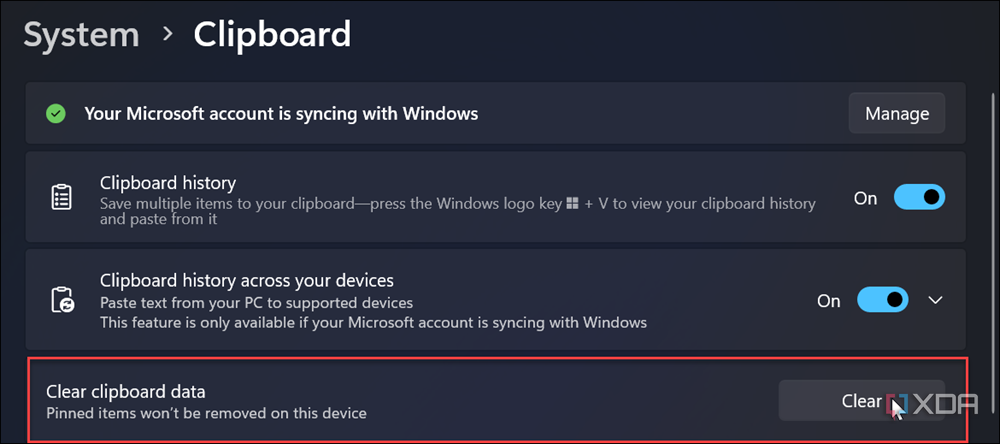 System > Clipboard
Your Microsoft account is syncing with Windows
Manage
Clipboard history
Save multiple items to your clipboard—press the Windows logo key + V to view your clipboard history
and paste from it
On
Clipboard history across your devices
Paste text from your PC to supported devices
This feature is only available if your Microsoft account is syncing with Windows
On
Clear clipboard data
Pinned items won't be removed on this device
Clear
XDA